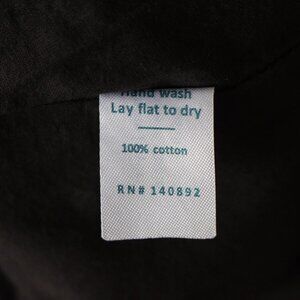 Hand wash
Lay flat to dry
100% cotton
RN# 140892